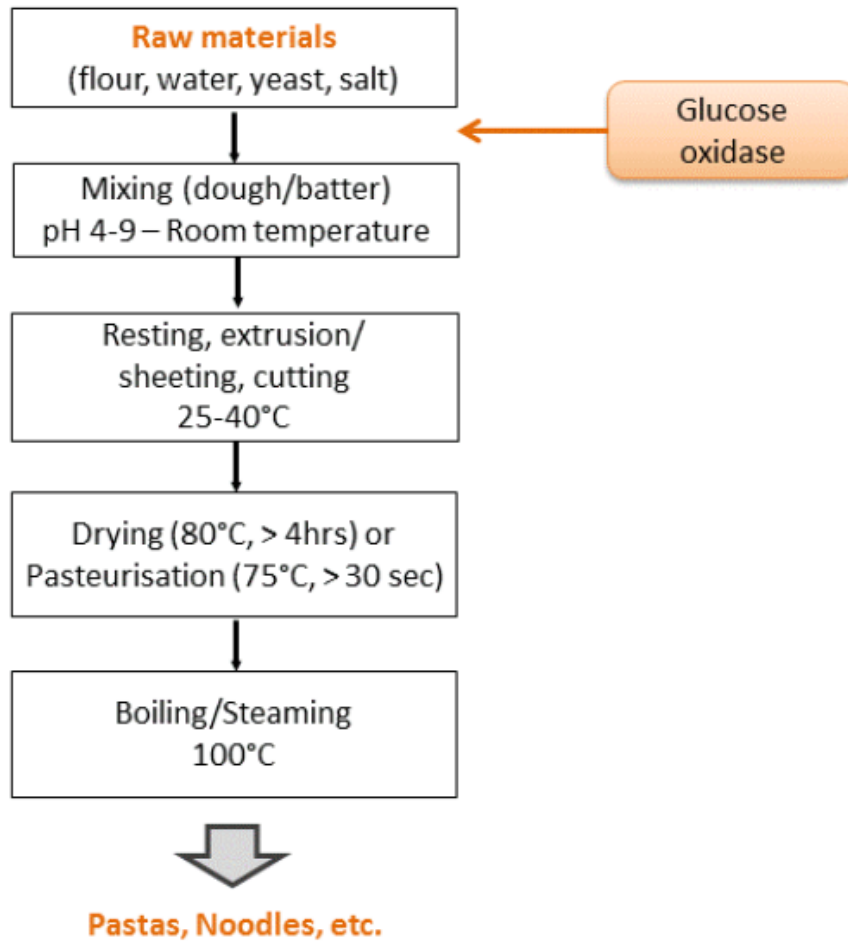 Raw materials
(flour, water, yeast, salt)
Glucose
oxidase
Mixing (dough/batter)
pH 4-9 – Room temperature
Resting, extrusion/
sheeting, cutting
25-40°C
Drying (80°C, > 4hrs) or
Pasteurisation (75°C, > 30 sec)
Boiling/Steaming
100°C
Pastas, Noodles, etc.